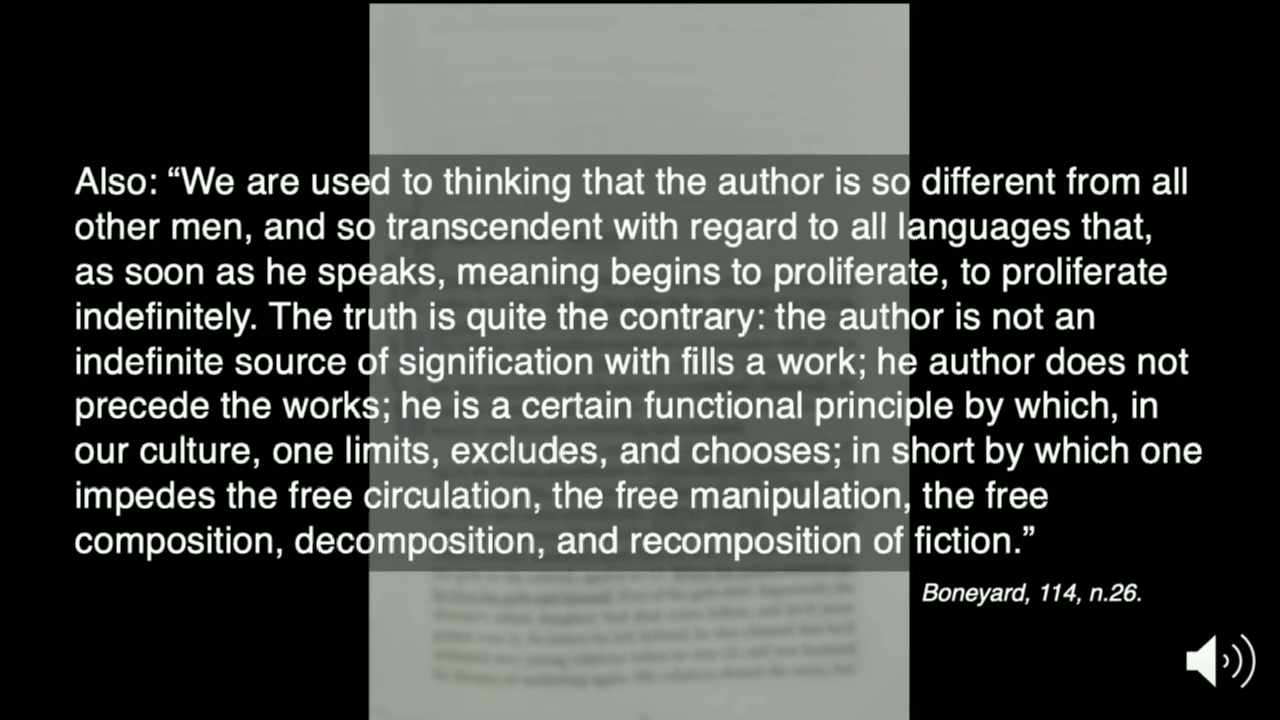 Also: “We are used to thinking that the author is so different from all
other men, and so transcendent with regard to all languages that,
as soon as he speaks, meaning begins to proliferate, to proliferate
indefinitely. The truth is quite the contrary: the author is not an
indefinite source of signification with fills a work; he author does not
precede the works; he is a certain functional principle by which, in
our culture, one limits, excludes, and chooses; in short by which one
impedes the free circulation, the free manipulation, the free
composition, decomposition, and recomposition of fiction.”
Boneyard, 114, n.26.